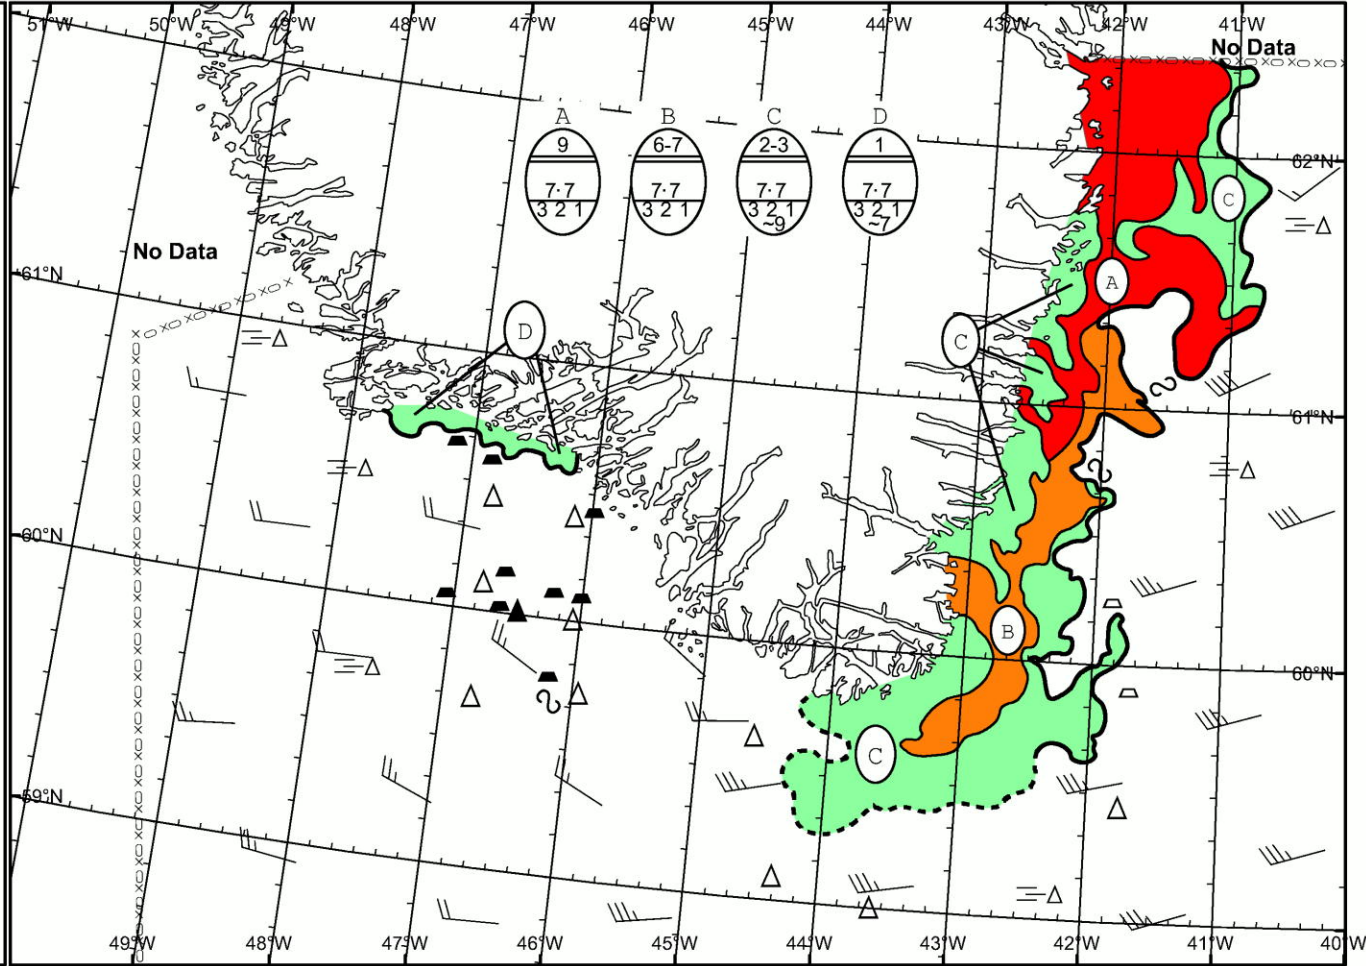 51°W 50°W 49°W 48°W 47°W 46°W 45°W 44°W 43°W 42°W 41°W
No Data
A B C D
9 6-7 2-3 1
7·7 7·7 7·7 7·7
3 2 1 3 2 1 3 2 1 3 2 1
~9 ~7
62°N
C
No Data
61°N
A
D
C
61°N
60°N
B
60°N
C
59°N
49°W 48°W 47°W 46°W 45°W 44°W 43°W 42°W 41°W 40°W